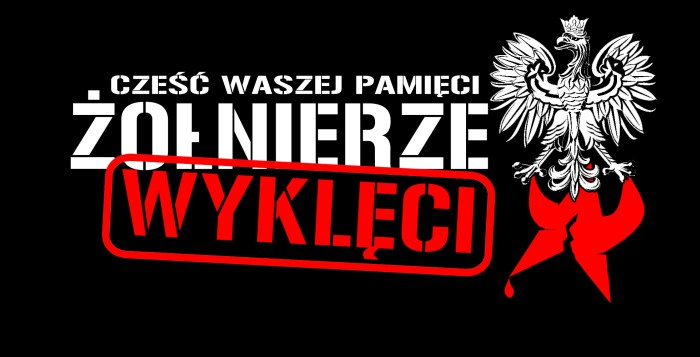 CZEŚĆ WASZEJ PAMIĘCI
ŻOŁNIERZE
WYKLĘCI